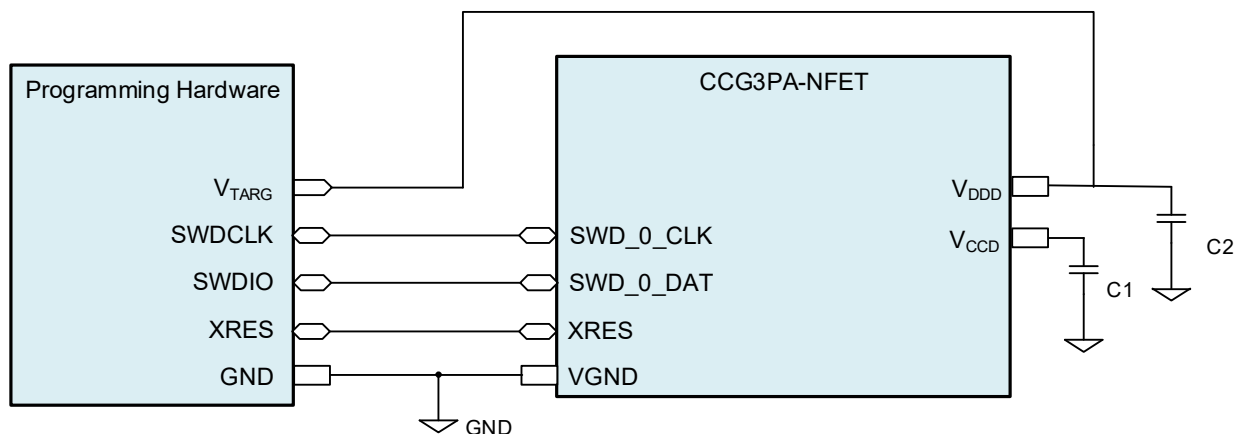 Programming Hardware
CCG3PA-NFET
VTARG
VDDD
SWDCLK
SWD_0_CLK
VCCD
C2
SWDIO
SWD_0_DAT
C1
XRES
XRES
GND
VGND
GND